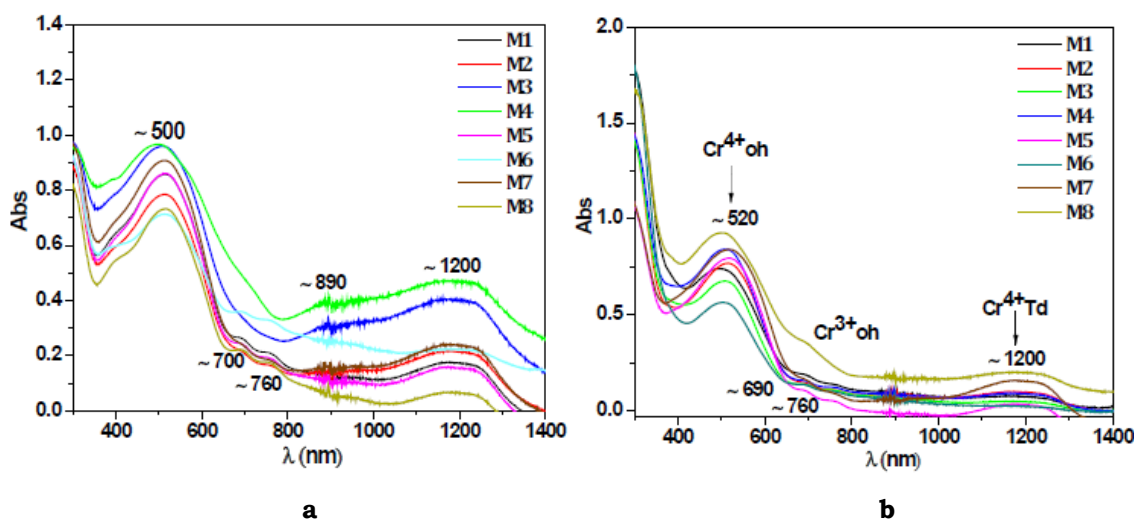 1.4
1.2
1.0
0.8
0.6
0.4
0.2
0.0
Abs
400 600 800 1000 1200 1400
λ (nm)
~ 500
~ 700
~ 760
~ 890
~ 1200
M1
M2
M3
M4
M5
M6
M7
M8
a
2.0
1.5
1.0
0.5
0.0
Abs
400 600 800 1000 1200 1400
λ (nm)
Cr4+oh
~ 520
Cr3+oh
~ 690
~ 760
Cr4+Td
~ 1200
M1
M2
M3
M4
M5
M6
M7
M8
b